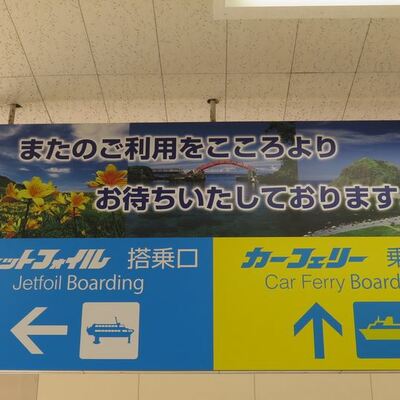 またのご利用をこころより
お待ちいたしております
ェットフォイル 搭乗口
Jetfoil Boarding
カーフェリー 乗
Car Ferry Board